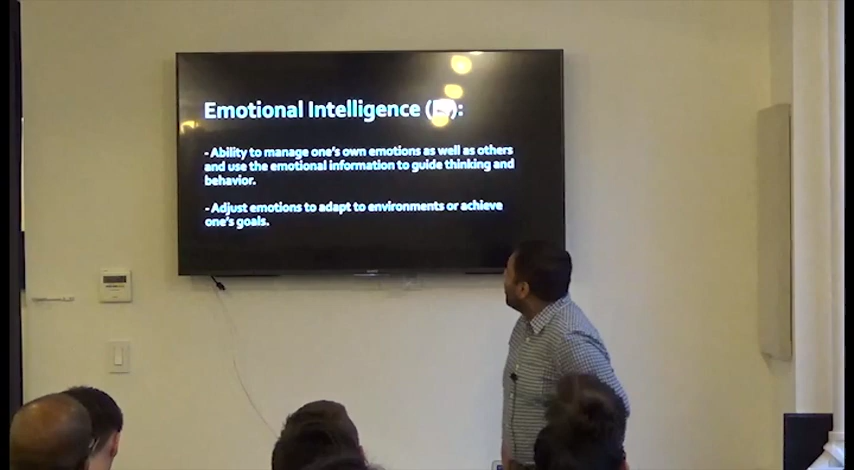 Emotional Intelligence (EI):
- Ability to manage one's own emotions as well as others
and use the emotional information to guide thinking and
behavior.
- Adjust emotions to adapt to environments or achieve
one's goals.